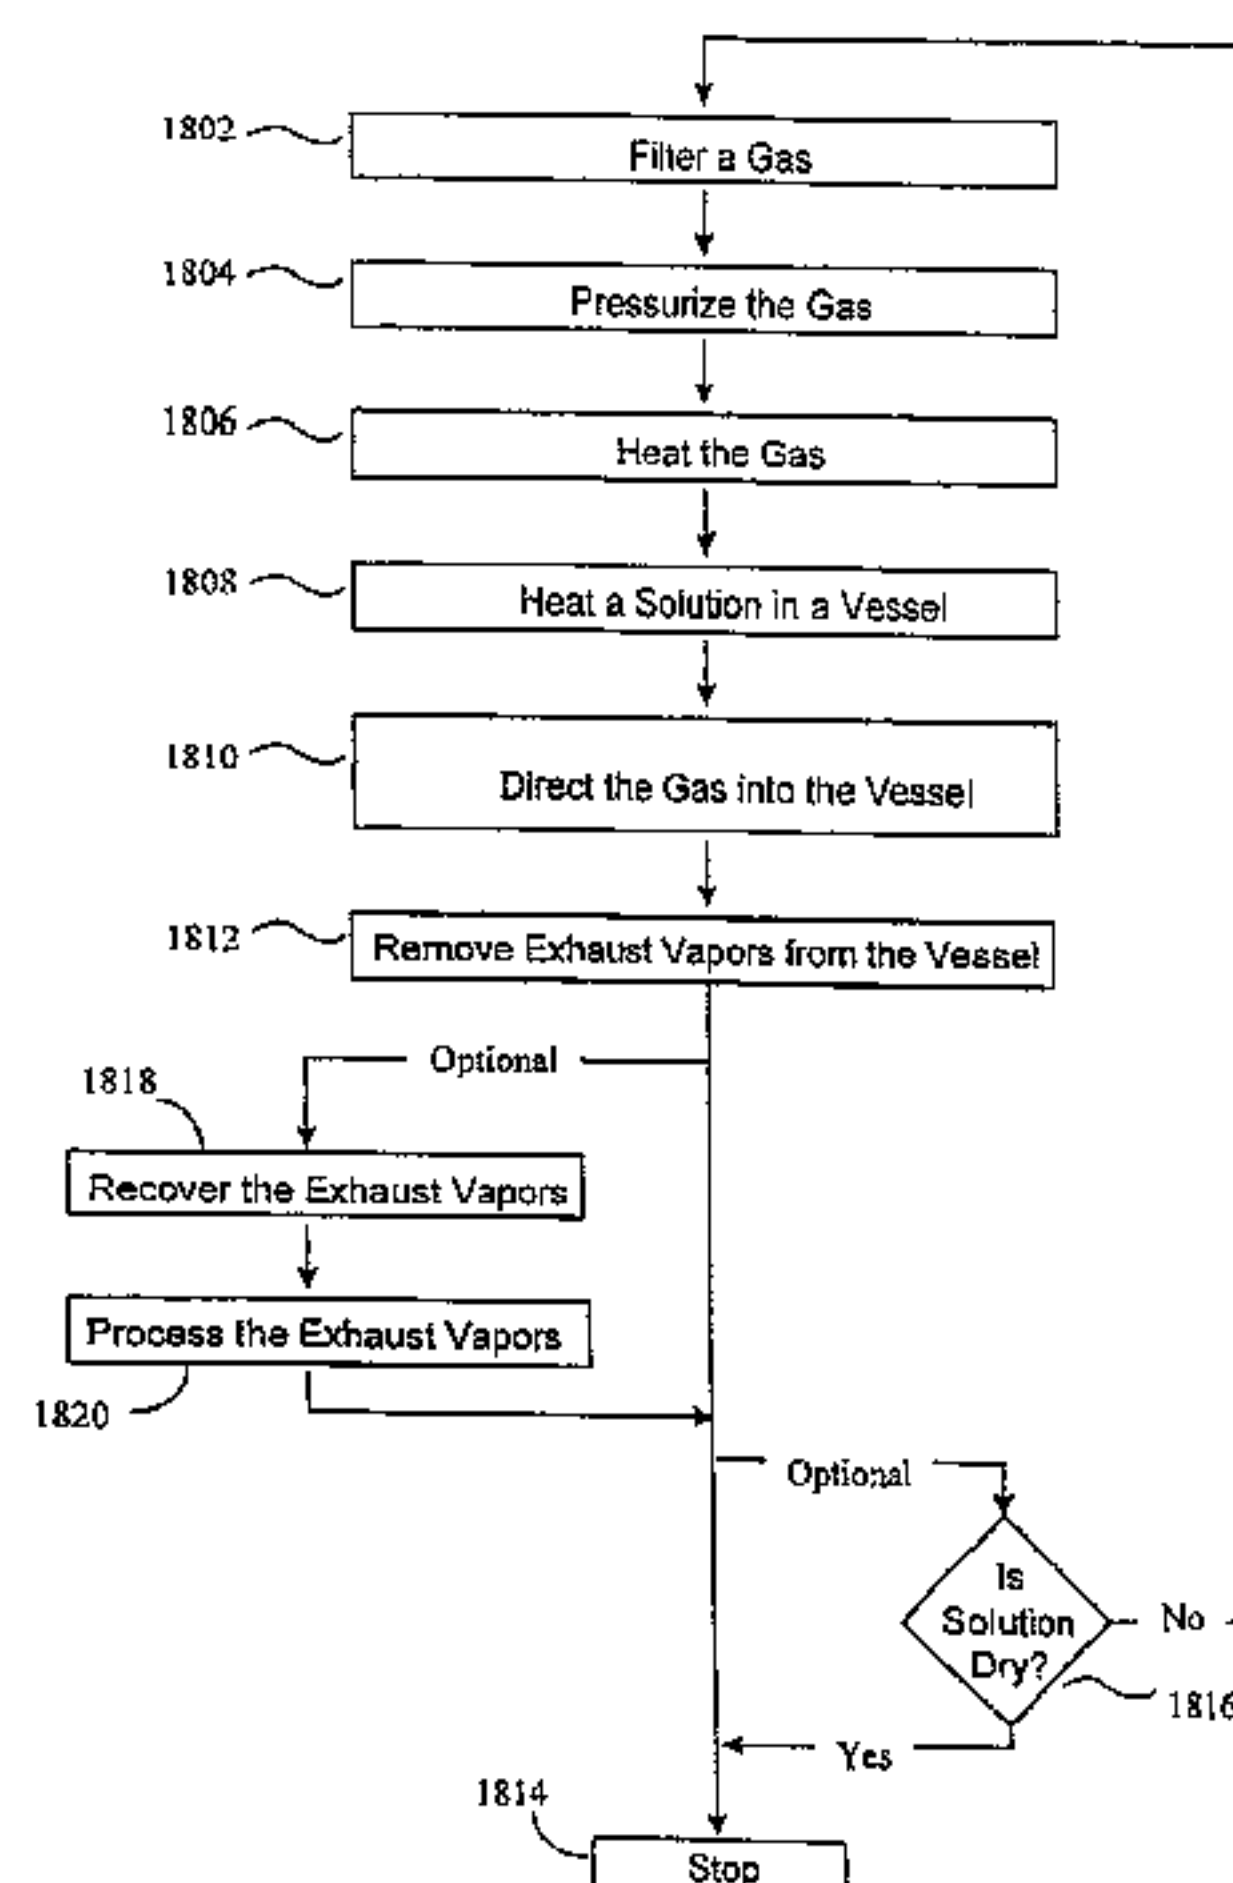 1802
Filter a Gas
1804
Pressurize the Gas
1806
Heat the Gas
1808
Heat a Solution in a Vessel
1810
Direct the Gas into the Vessel
1812
Remove Exhaust Vapors from the Vessel
Optional
1818
Recover the Exhaust Vapors
Process the Exhaust Vapors
1820
Optional
Is
Solution
Dry?
No
1816
Yes
1814
Stop